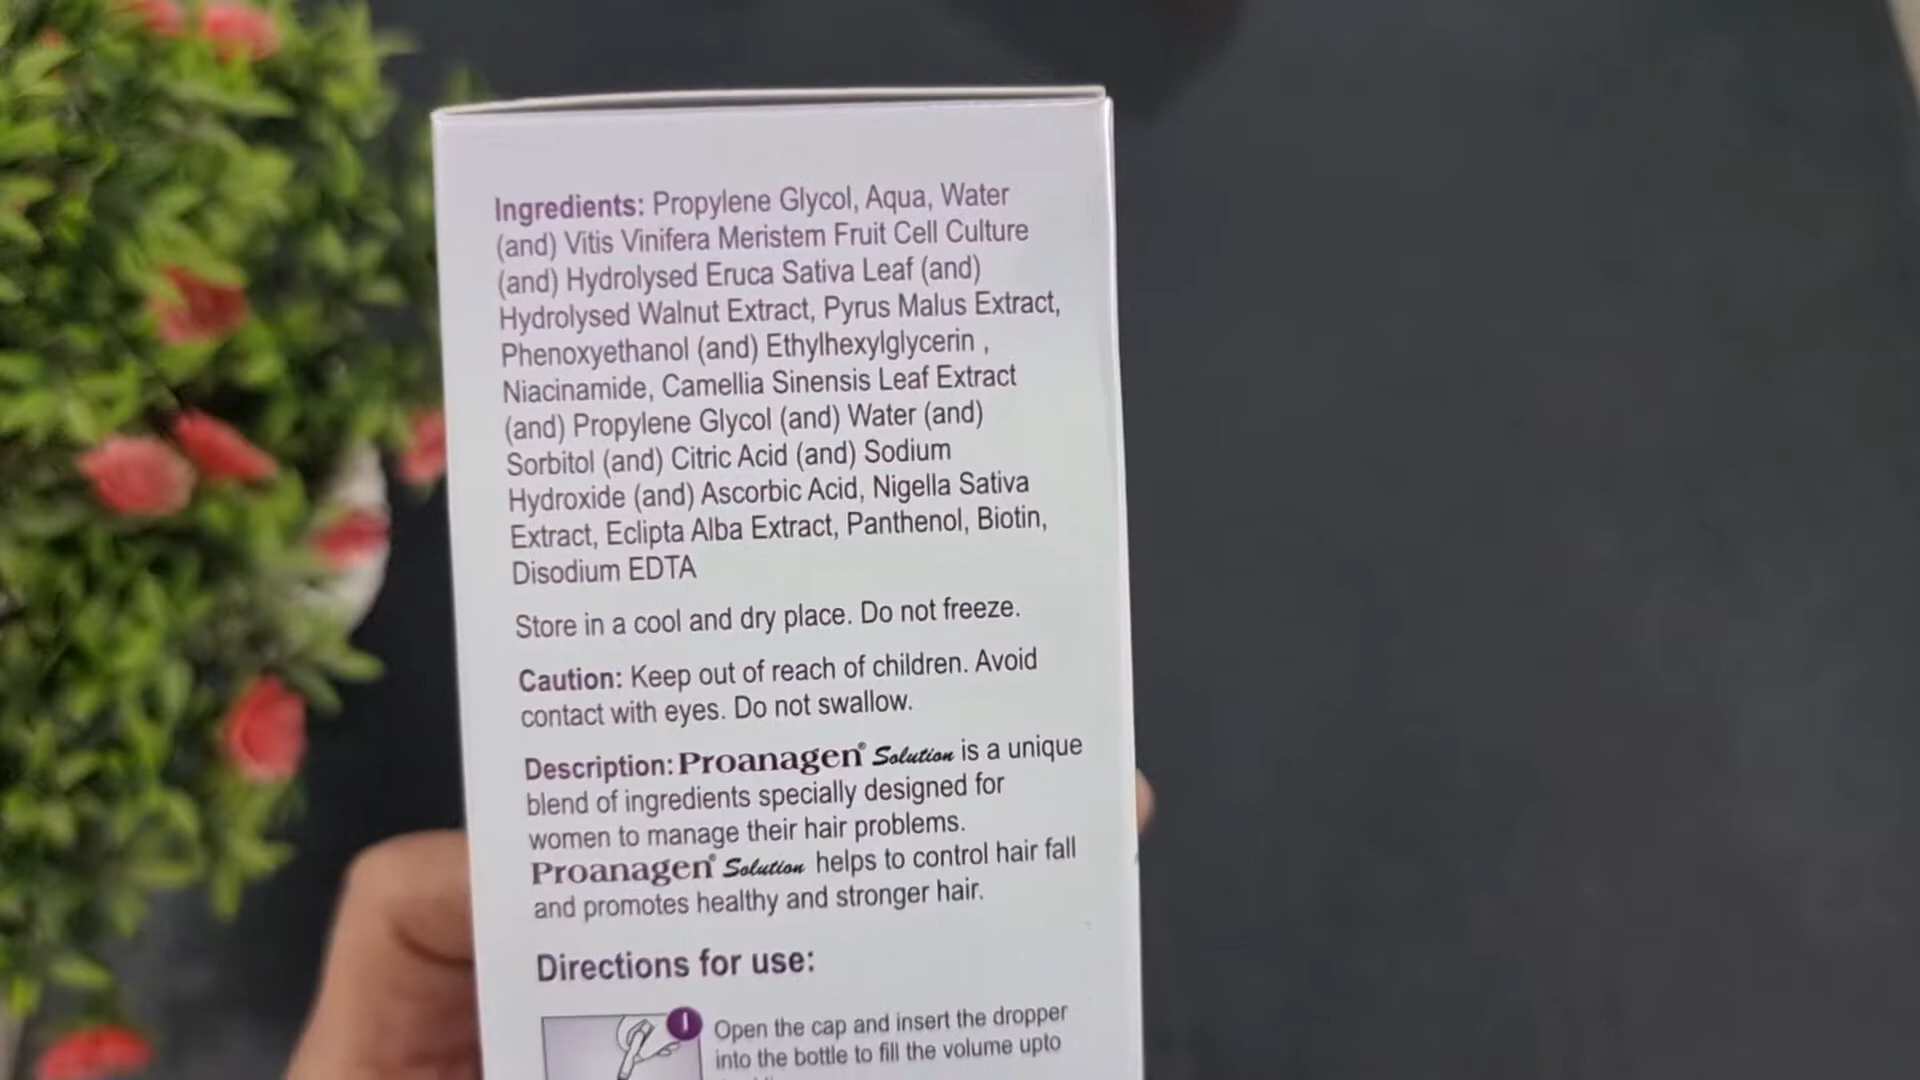 Ingredients: Propylene Glycol, Aqua, Water
(and) Vitis Vinifera Meristem Fruit Cell Culture
(and) Hydrolysed Eruca Sativa Leaf (and)
Hydrolysed Walnut Extract, Pyrus Malus Extract,
Phenoxyethanol (and) Ethylhexylglycerin ,
Niacinamide, Camellia Sinensis Leaf Extract
(and) Propylene Glycol (and) Water (and)
Sorbitol (and) Citric Acid (and) Sodium
Hydroxide (and) Ascorbic Acid, Nigella Sativa
Extract, Eclipta Alba Extract, Panthenol, Biotin,
Disodium EDTA
Store in a cool and dry place. Do not freeze.
Caution: Keep out of reach of children. Avoid
contact with eyes. Do not swallow.
Description: Proanagen® Solution is a unique
blend of ingredients specially designed for
women to manage their hair problems.
Proanagen® Solution helps to control hair fall
and promotes healthy and stronger hair.
Directions for use:
1 Open the cap and insert the dropper
into the bottle to fill the volume upto